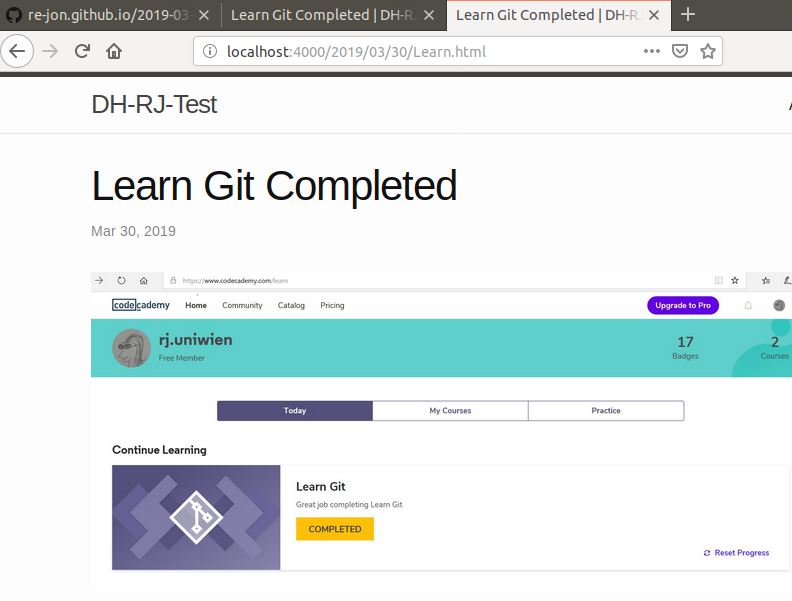 re-jon.github.io/2019-03-
Learn Git Completed | DH-R
Learn Git Completed | DH-R
localhost:4000/2019/03/30/Learn.html
DH-RJ-Test
Learn Git Completed
Mar 30, 2019
https://www.codecademy.com/learn
codecademy Home Community Catalog Pricing Upgrade to Pro
rj.uniwien
Free Member
17
Badges
2
Courses
Today My Courses Practice
Continue Learning
Learn Git
Great job completing Learn Git
COMPLETED
Reset Progress